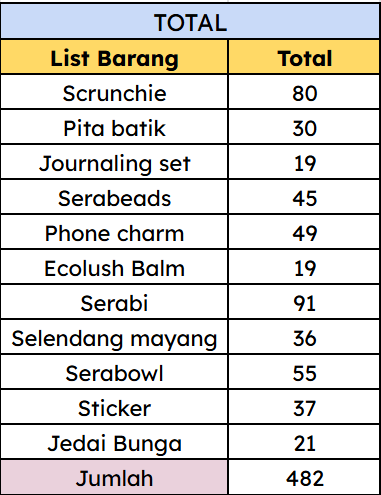 TOTAL
List Barang Total
Scrunchie 80
Pita batik 30
Journaling set 19
Serabeads 45
Phone charm 49
Ecolush Balm 19
Serabi 91
Selendang mayang 36
Serabowl 55
Sticker 37
Jedai Bunga 21
Jumlah 482